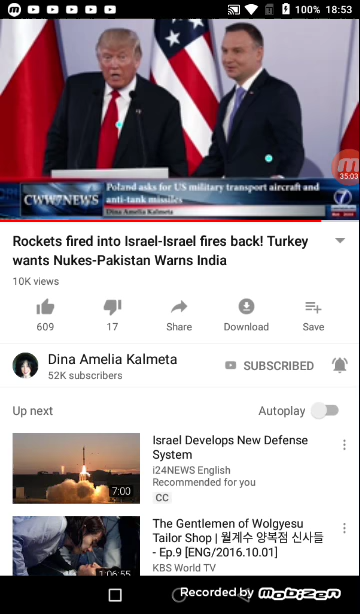 100% 18:53
35:03
CWW7NEWS
Poland asks for US military transport aircraft and
anti-tank missiles
Dina Amelia Kalmeta
Rockets fired into Israel-Israel fires back! Turkey
wants Nukes-Pakistan Warns India
10K views
609
17
Share
Download
Save
Dina Amelia Kalmeta
52K subscribers
SUBSCRIBED
Up next
Autoplay
7:00
Israel Develops New Defense
System
i24NEWS English
Recommended for you
CC
1:06:55
The Gentlemen of Wolgyesu
Tailor Shop | 월계수 양복점 신사들
- Ep.9 [ENG/2016.10.01]
KBS World TV
Recorded by Mobizen